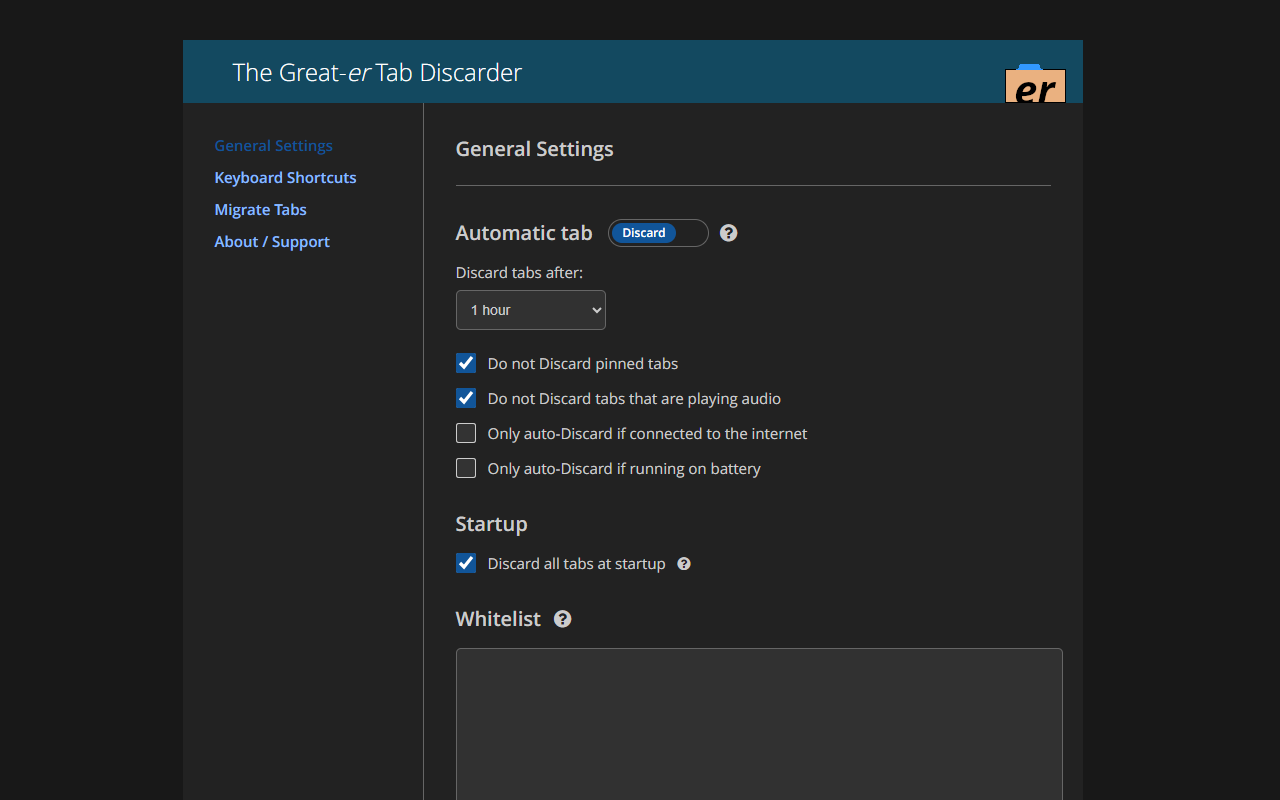 The Great-er Tab Discarder
er
General Settings
Keyboard Shortcuts
Migrate Tabs
About / Support
General Settings
Automatic tab Discard ?
Discard tabs after:
1 hour
Do not Discard pinned tabs
Do not Discard tabs that are playing audio
Only auto-Discard if connected to the internet
Only auto-Discard if running on battery
Startup
Discard all tabs at startup ?
Whitelist ?